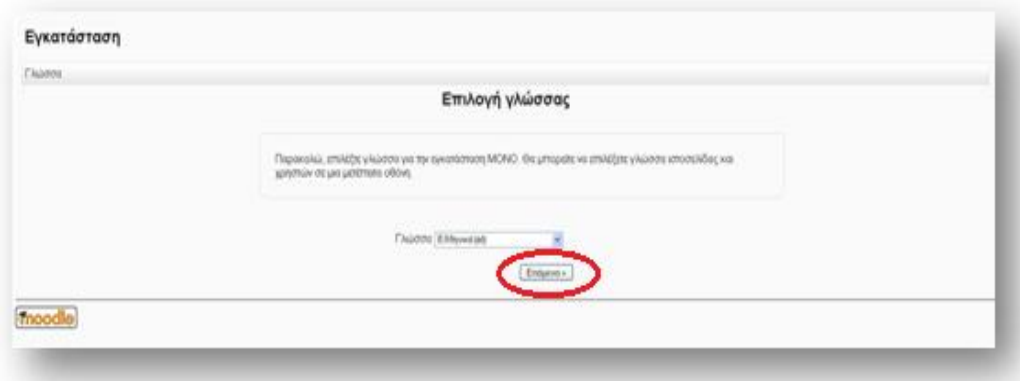 Εγκατάσταση
Γλώσσα
Επιλογή γλώσσας
Παρακαλώ, επιλέξτε γλώσσα για την εγκατάσταση ΜΟΝΟ. Θα μπορείτε να επιλέξετε γλώσσα ιστοσελίδας και
χρηστών σε μια μετέπειτα οθόνη.
Γλώσσα Ελληνικά (el)
Επόμενο »
moodle